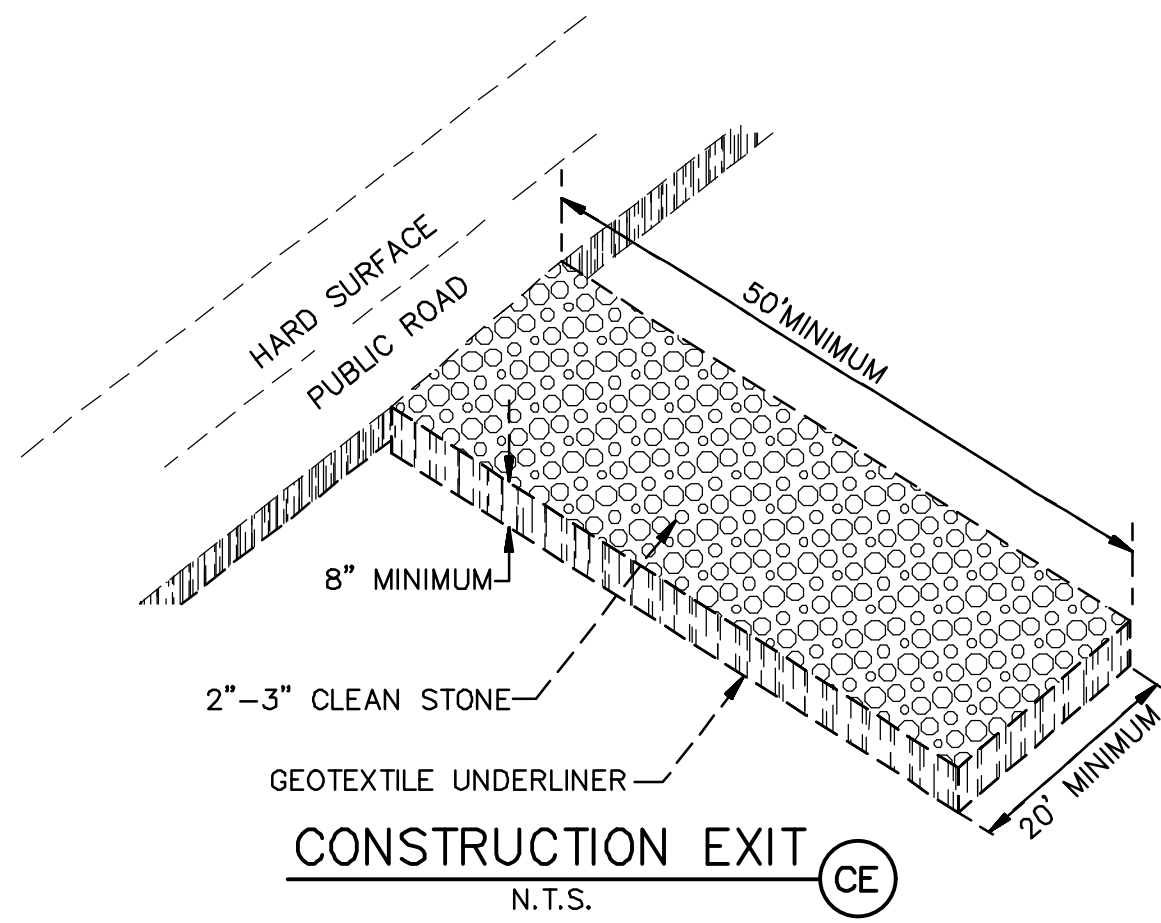 HARD SURFACE
PUBLIC ROAD
50'MINIMUM
8" MINIMUM
2"-3" CLEAN STONE
GEOTEXTILE UNDERLINER
20' MINIMUM
CONSTRUCTION EXIT
CE
N.T.S.